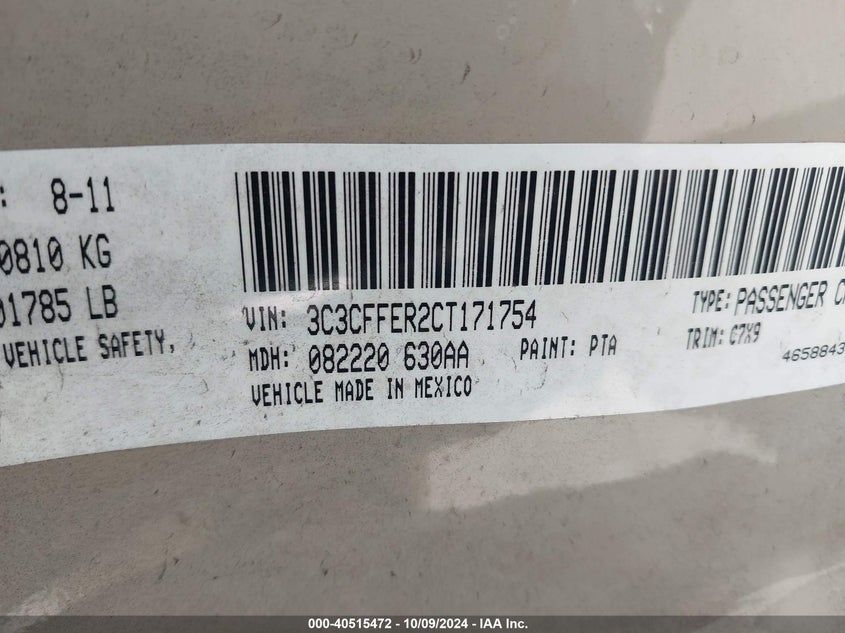 : 8-11
0810 KG
01785 LB
VEHICLE SAFETY,
VIN: 3C3CFFER2CT171754
TYPE: PASSENGER
MDH: 082220 630AA
PAINT: PTA
TRIM: C7X9
VEHICLE MADE IN MEXICO
4658843
000-40515472 - 10/09/2024 - IAA Inc.